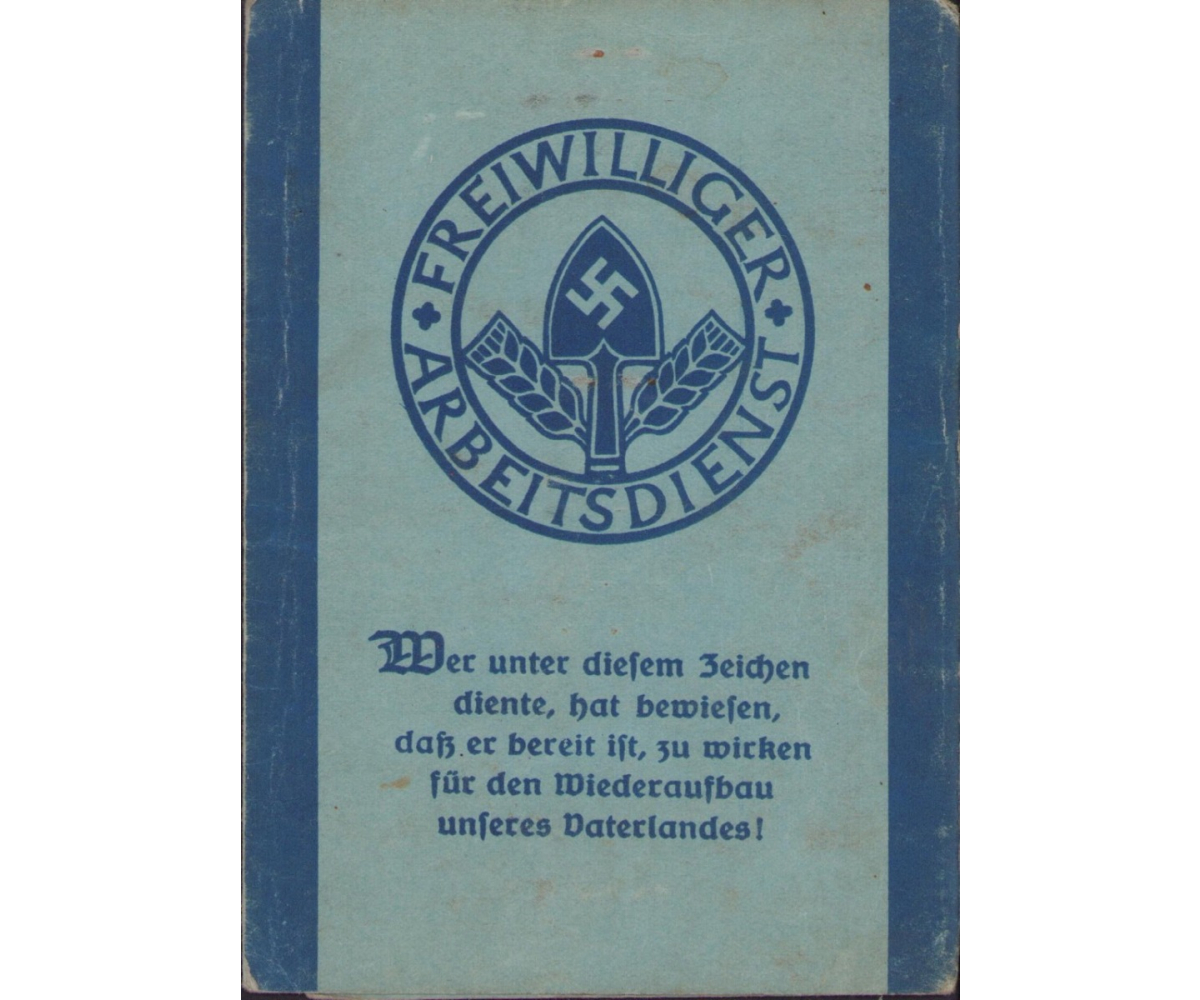 FREIWILLIGER
ARBEITSDIENST
Wer unter diesem Zeichen
diente, hat bewiesen,
daß er bereit ist, zu wirken
für den Wiederaufbau
unseres Vaterlandes!